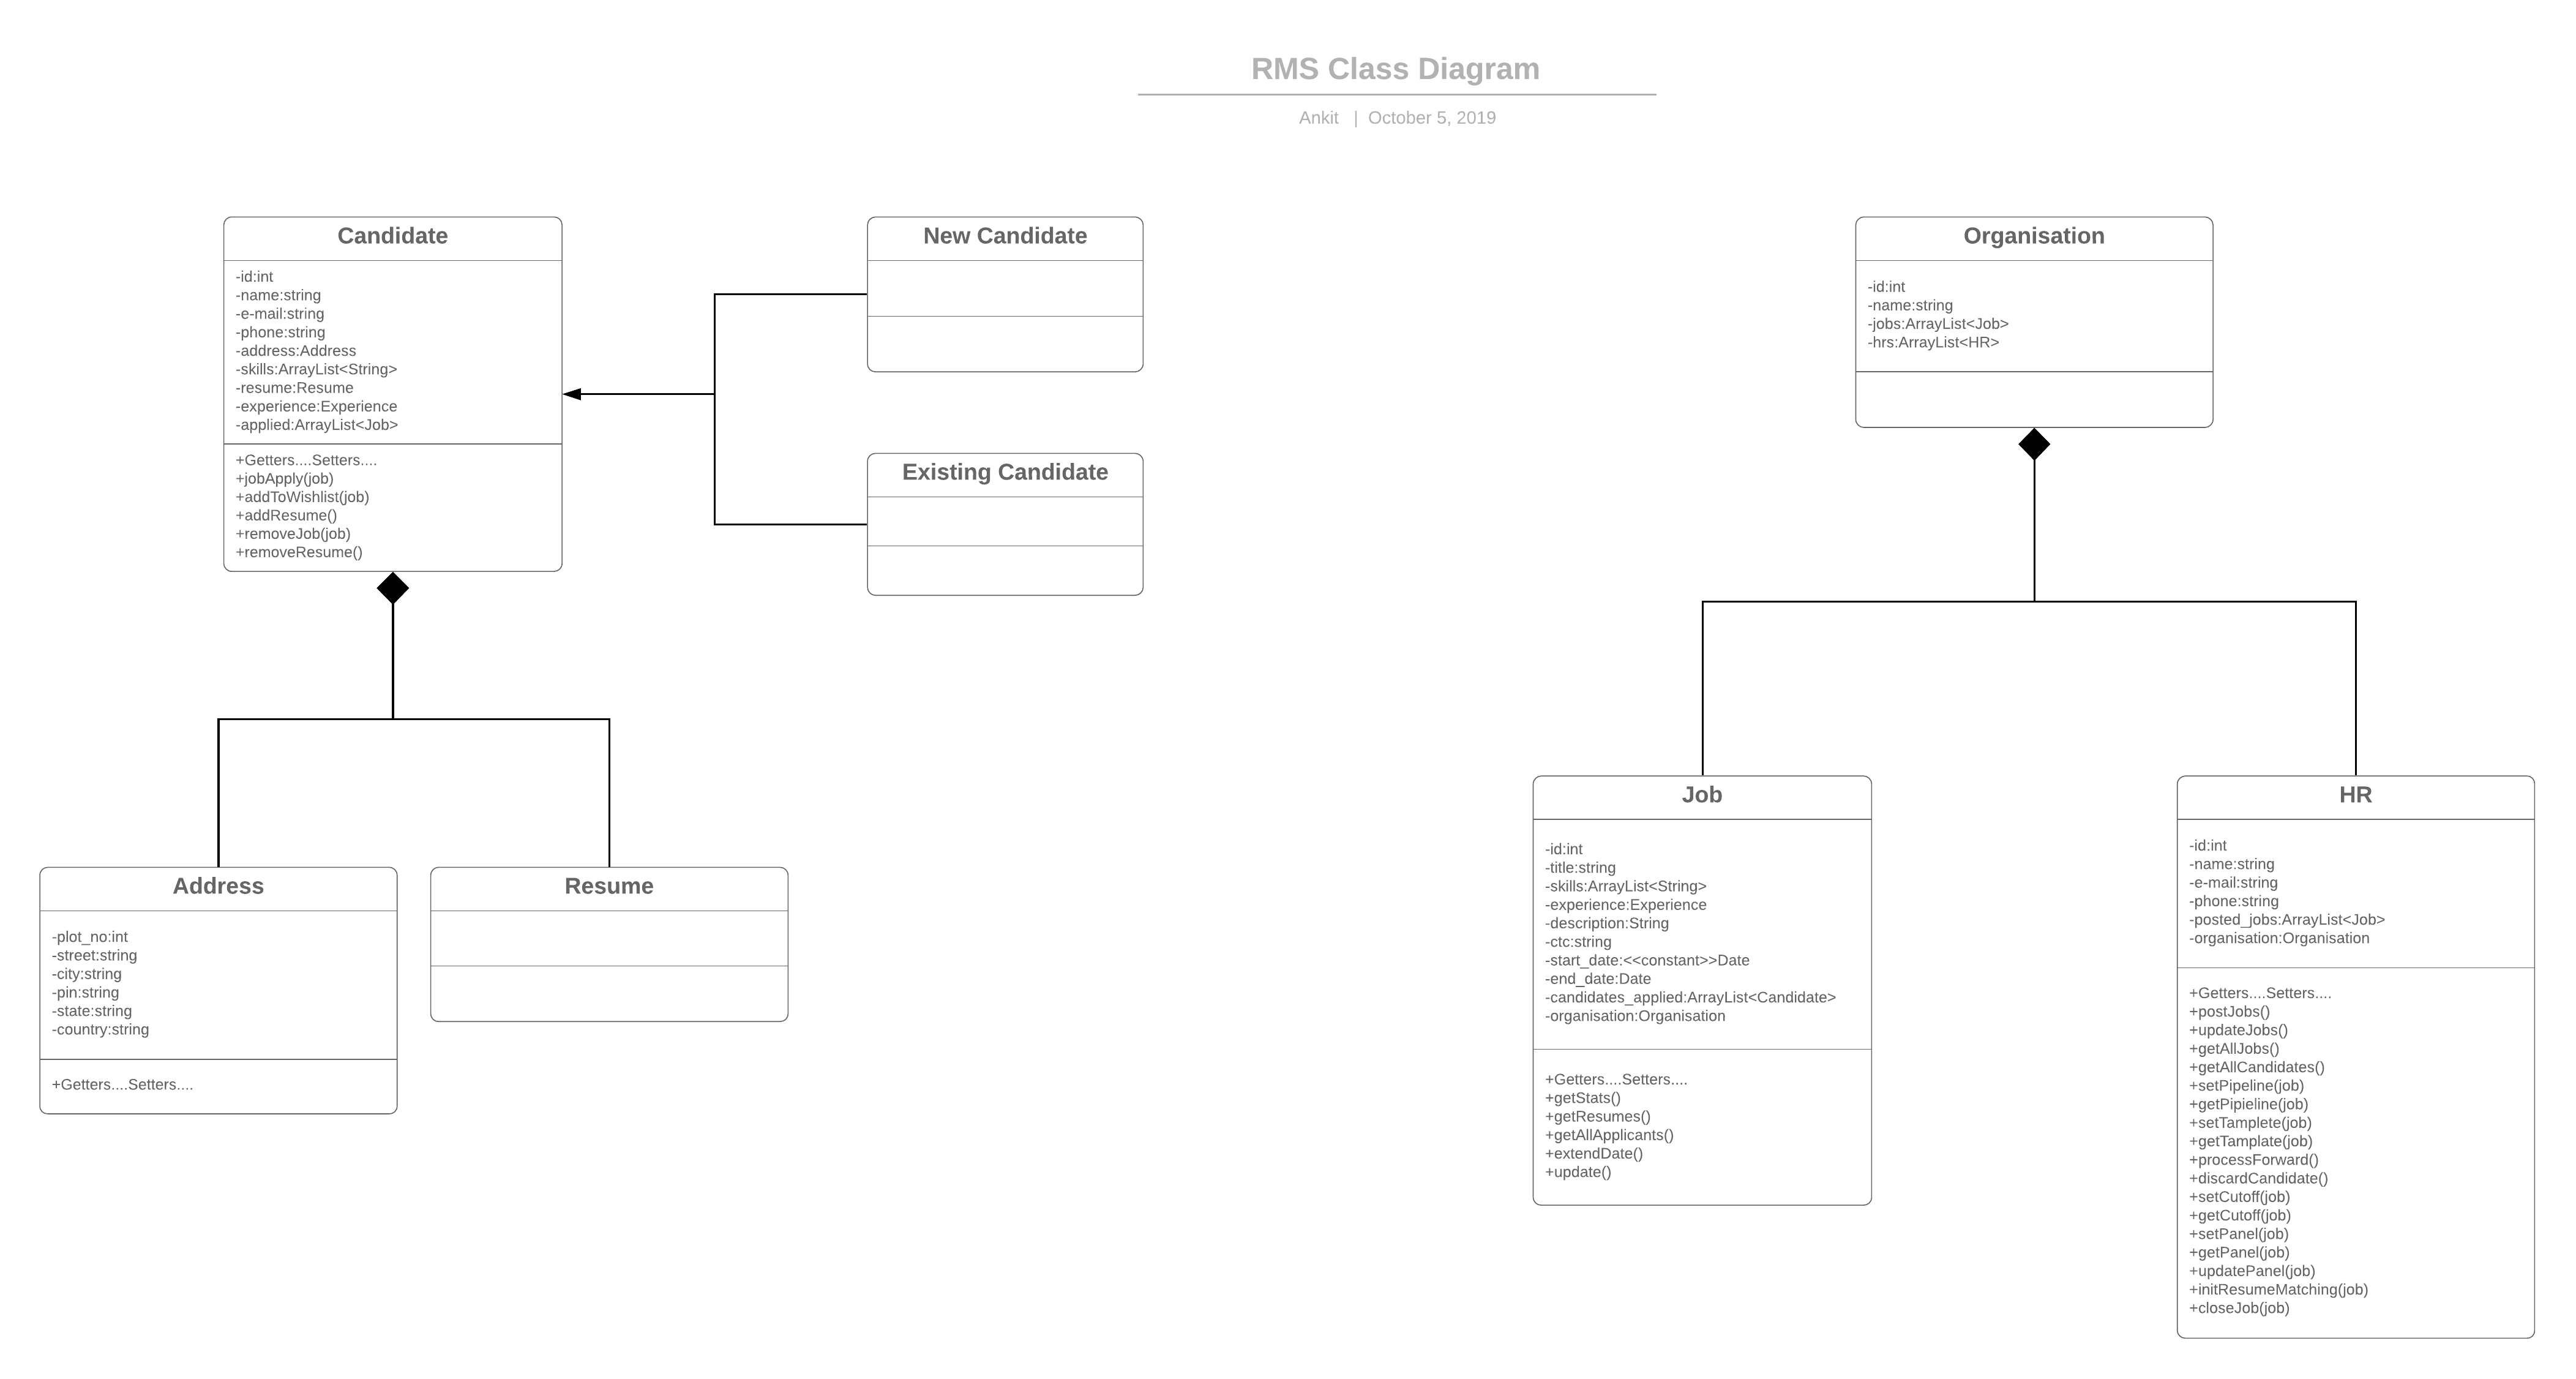 RMS Class Diagram
Ankit | October 5, 2019
Candidate
-id:int
-name:string
-e-mail:string
-phone:string
-address:Address
-skills:ArrayList<String>
-resume:Resume
-experience:Experience
-applied:ArrayList<Job>
+Getters....Setters....
+jobApply(job)
+addToWishlist(job)
+addResume()
+removeJob(job)
+removeResume()
New Candidate
Existing Candidate
Organisation
-id:int
-name:string
-jobs:ArrayList<Job>
-hrs:ArrayList<HR>
Address
-plot_no:int
-street:string
-city:string
-pin:string
-state:string
-country:string
+Getters....Setters....
Resume
Job
-id:int
-title:string
-skills:ArrayList<String>
-experience:Experience
-description:String
-ctc:string
-start_date:<<constant>>Date
-end_date:Date
-candidates_applied:ArrayList<Candidate>
-organisation:Organisation
+Getters....Setters....
+getStats()
+getResumes()
+getAllApplicants()
+extendDate()
+update()
HR
-id:int
-name:string
-e-mail:string
-phone:string
-posted_jobs:ArrayList<Job>
-organisation:Organisation
+Getters....Setters....
+postJobs()
+updateJobs()
+getAllJobs()
+getAllCandidates()
+setPipeline(job)
+getPipieline(job)
+setTamplete(job)
+getTamplate(job)
+processForward()
+discardCandidate()
+setCutoff(job)
+getCutoff(job)
+setPanel(job)
+getPanel(job)
+updatePanel(job)
+initResumeMatching(job)
+closeJob(job)